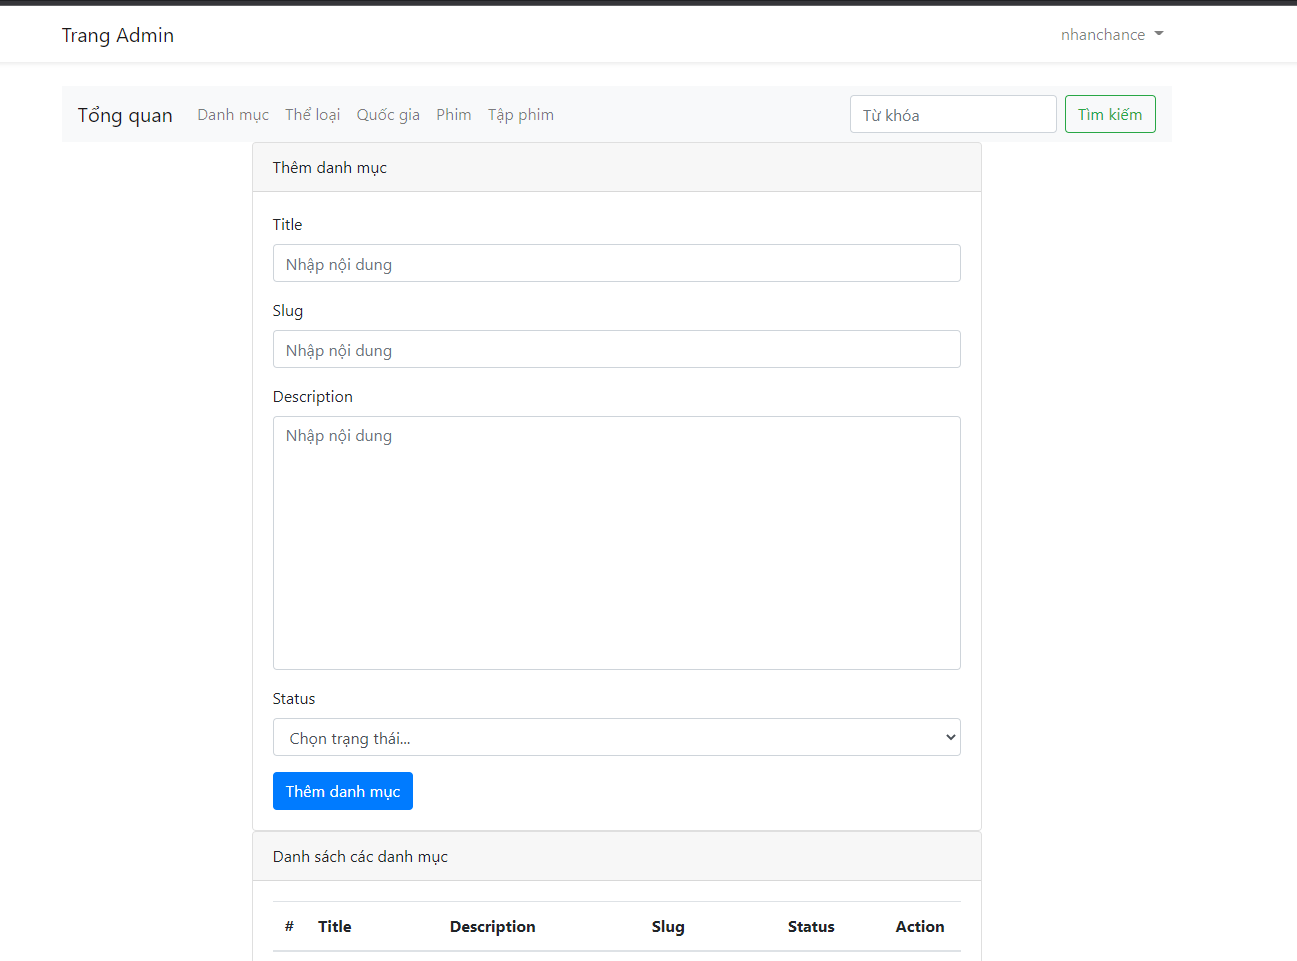 Trang Admin
nhanchance
Tổng quan Danh mục Thể loại Quốc gia Phim Tập phim Từ khóa Tìm kiếm
Thêm danh mục
Title
Nhập nội dung
Slug
Nhập nội dung
Description
Nhập nội dung
Status
Chọn trạng thái...
Thêm danh mục
Danh sách các danh mục
# Title Description Slug Status Action